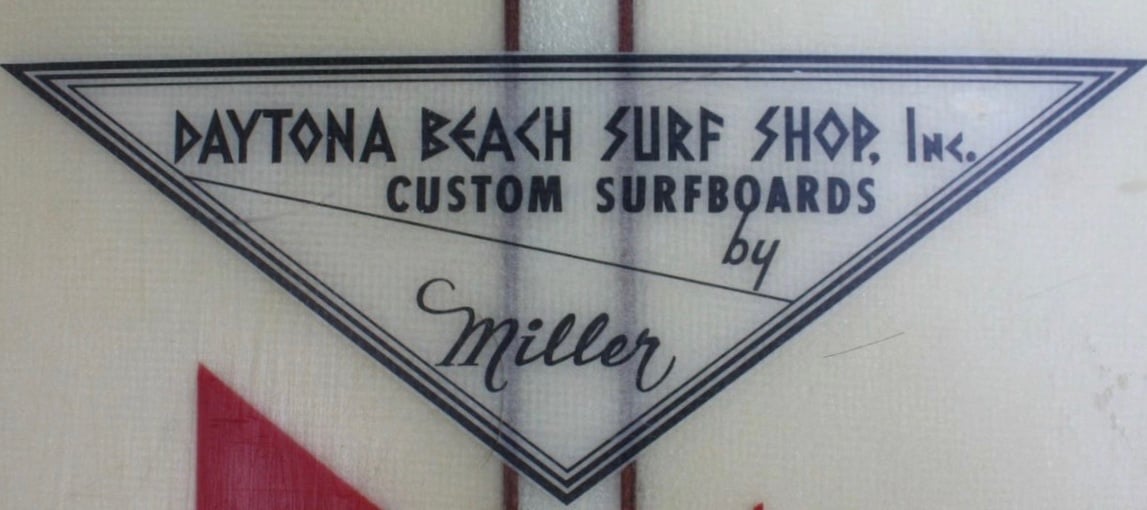 DAYTONA BEACH SURF SHOP, INC.
CUSTOM SURFBOARDS
by
Miller